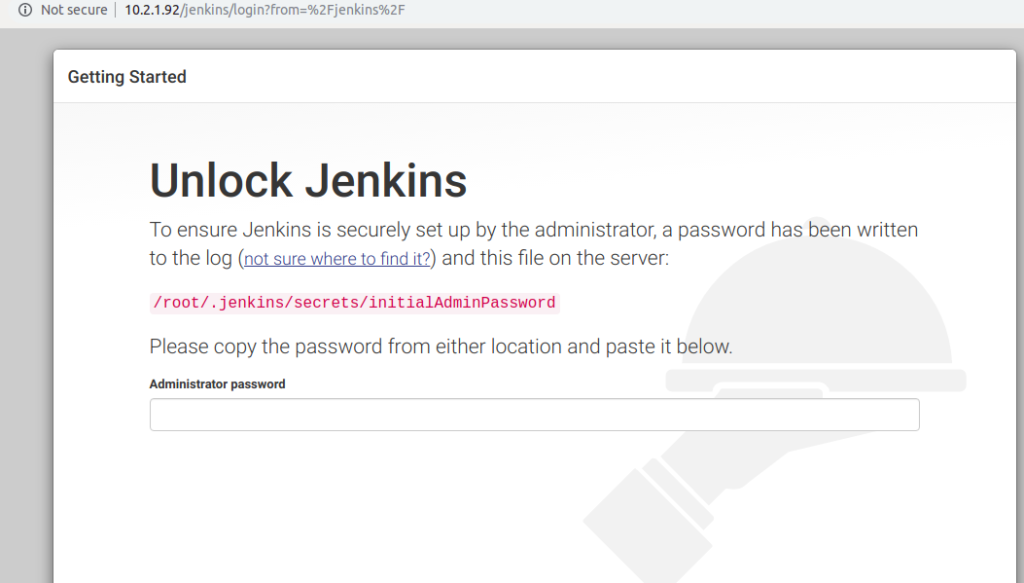 Not secure | 10.2.1.92/jenkins/login?from=%2Fjenkins%2F
Getting Started
Unlock Jenkins
To ensure Jenkins is securely set up by the administrator, a password has been written
to the log (not sure where to find it?) and this file on the server:
/root/.jenkins/secrets/initialAdminPassword
Please copy the password from either location and paste it below.
Administrator password